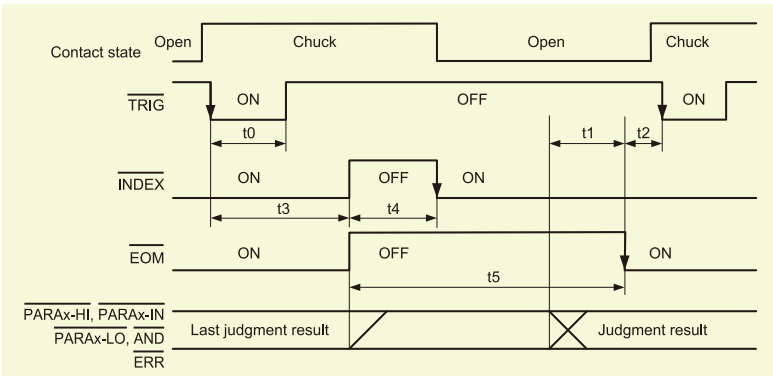 Contact state Open Chuck Open Chuck
TRIG ON OFF ON
t0 t1 t2
INDEX ON OFF ON
t3 t4
EOM ON OFF ON
t5
PARAx-HI, PARAx-IN
PARAx-LO, AND Last judgment result Judgment result
ERR